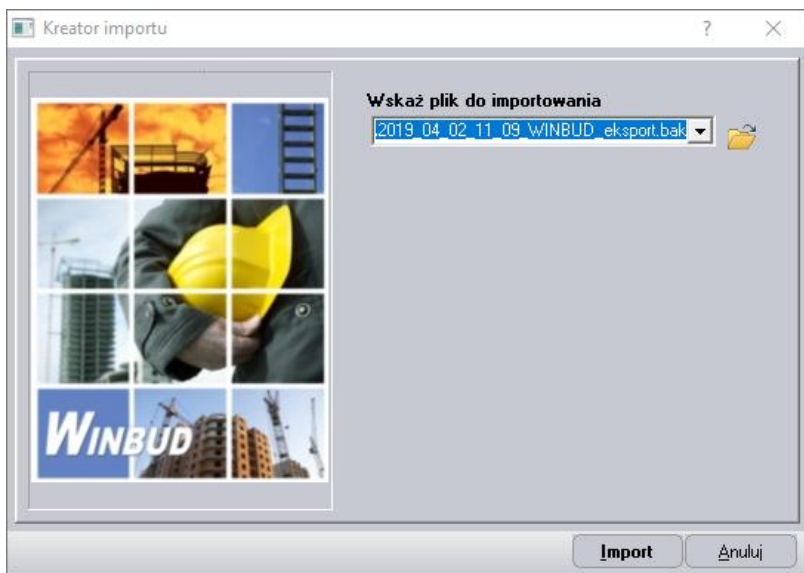 Kreator importu
Wskaż plik do importowania
2019_04_02_11_09_WINBUD_eksport.bak
WINBUD
Import
Anuluj